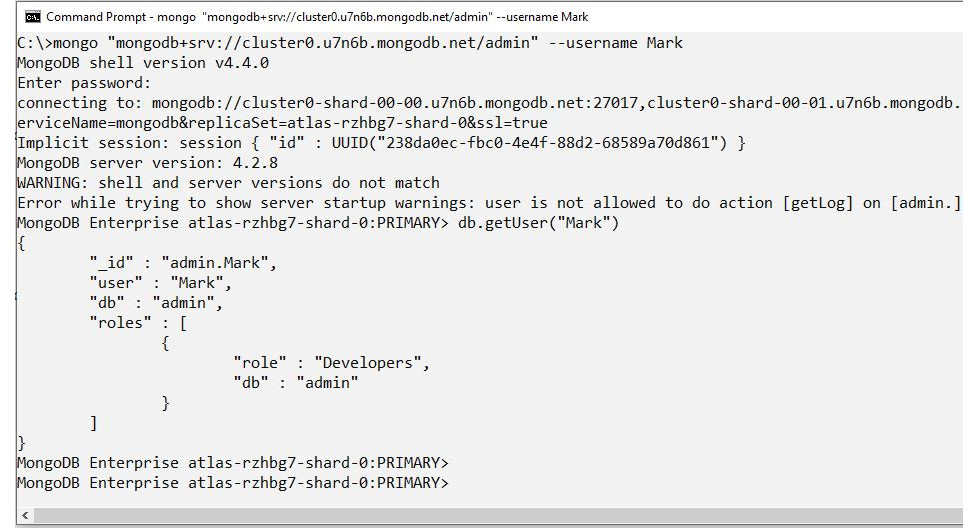 Command Prompt - mongo "mongodb+srv://cluster0.u7n6b.mongodb.net/admin" --username Mark
C:\>mongo "mongodb+srv://cluster0.u7n6b.mongodb.net/admin" --username Mark
MongoDB shell version v4.4.0
Enter password:
connecting to: mongodb://cluster0-shard-00-00.u7n6b.mongodb.net:27017,cluster0-shard-00-01.u7n6b.mongodb.
erviceName=mongodb&replicaSet=atlas-rzhbg7-shard-0&ssl=true
Implicit session: session { "id" : UUID("238da0ec-fbc0-4e4f-88d2-68589a70d861") }
MongoDB server version: 4.2.8
WARNING: shell and server versions do not match
Error while trying to show server startup warnings: user is not allowed to do action [getLog] on [admin.]
MongoDB Enterprise atlas-rzhbg7-shard-0:PRIMARY> db.getUser("Mark")
{
        "_id" : "admin.Mark",
        "user" : "Mark",
        "db" : "admin",
        "roles" : [
                {
                        "role" : "Developers",
                        "db" : "admin"
                }
        ]
}
MongoDB Enterprise atlas-rzhbg7-shard-0:PRIMARY>
MongoDB Enterprise atlas-rzhbg7-shard-0:PRIMARY>